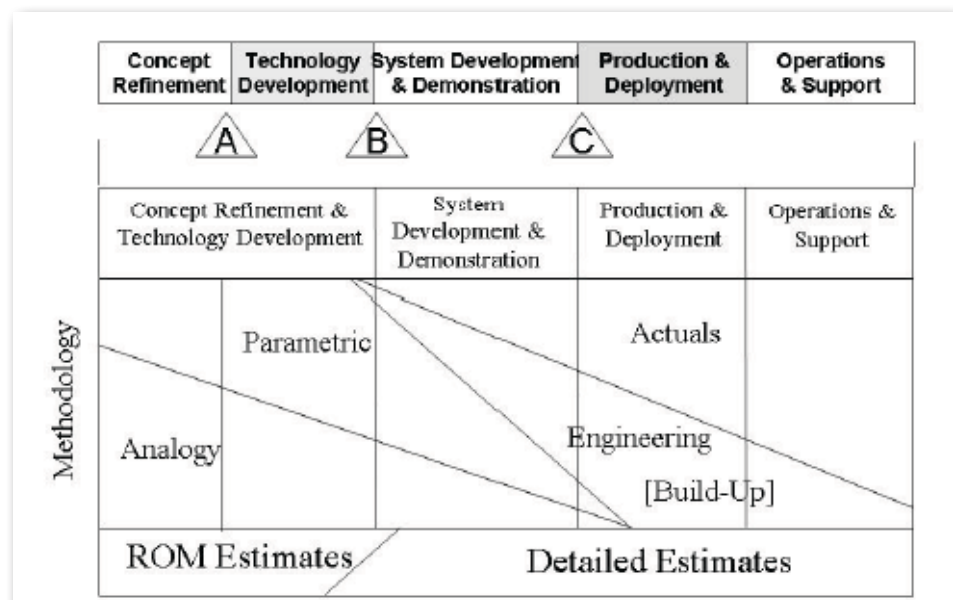 Concept Refinement
Technology Development
System Development & Demonstration
Production & Deployment
Operations & Support
A
B
C
Concept Refinement &
Technology Development
System
Development &
Demonstration
Production &
Deployment
Operations &
Support
Methodology
Parametric
Actuals
Analogy
Engineering
[Build-Up]
ROM Estimates
Detailed Estimates